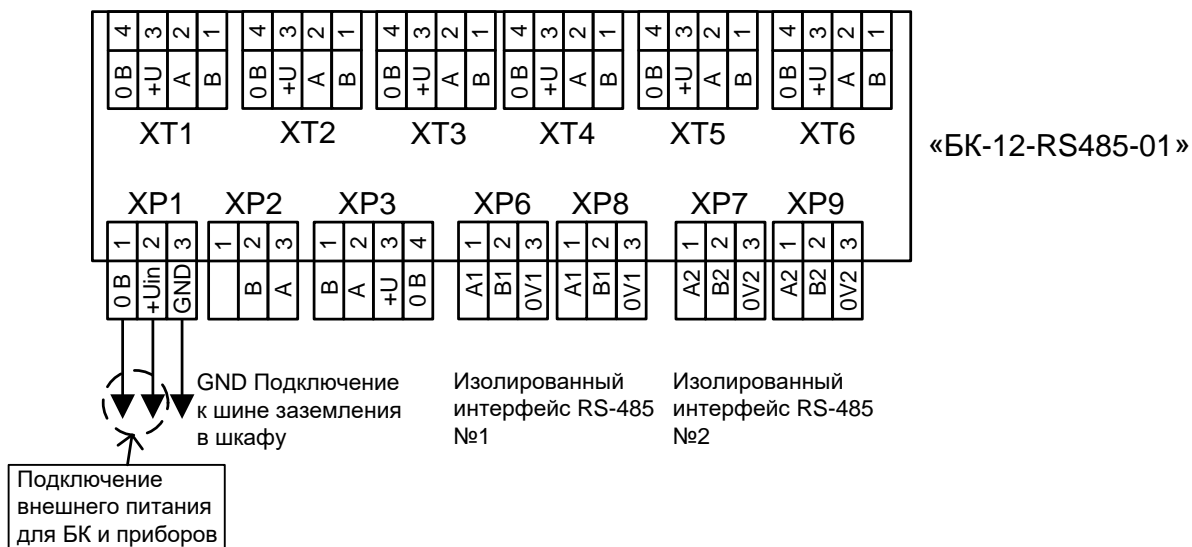 4 3 2 1 4 3 2 1 4 3 2 1 4 3 2 1 4 3 2 1 4 3 2 1
0 В +U A B 0 В +U A B 0 В +U A B 0 В +U A B 0 В +U A B 0 В +U A B
XT1 XT2 XT3 XT4 XT5 XT6
«БК-12-RS485-01»
XP1 XP2 XP3 XP6 XP8 XP7 XP9
1 2 3 1 2 3 1 2 3 4 1 2 3 1 2 3 1 2 3 1 2 3
0 В +Uin GND B A B A +U 0 В A1 B1 0V1 A1 B1 0V1 A2 B2 0V2 A2 B2 0V2
GND Подключение
к шине заземления
в шкафу
Изолированный
интерфейс RS-485
№1
Изолированный
интерфейс RS-485
№2
Подключение
внешнего питания
для БК и приборов